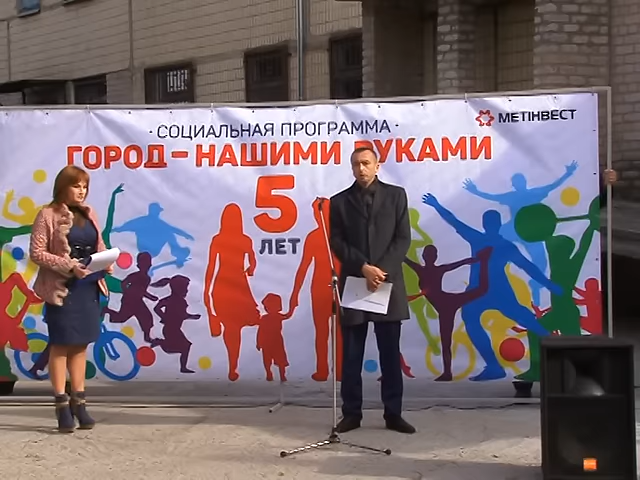 · СОЦИАЛЬНАЯ ПРОГРАММА ·
МЕТІНВЕСТ
ГОРОД – НАШИМИ РУКАМИ
5
ЛЕТ